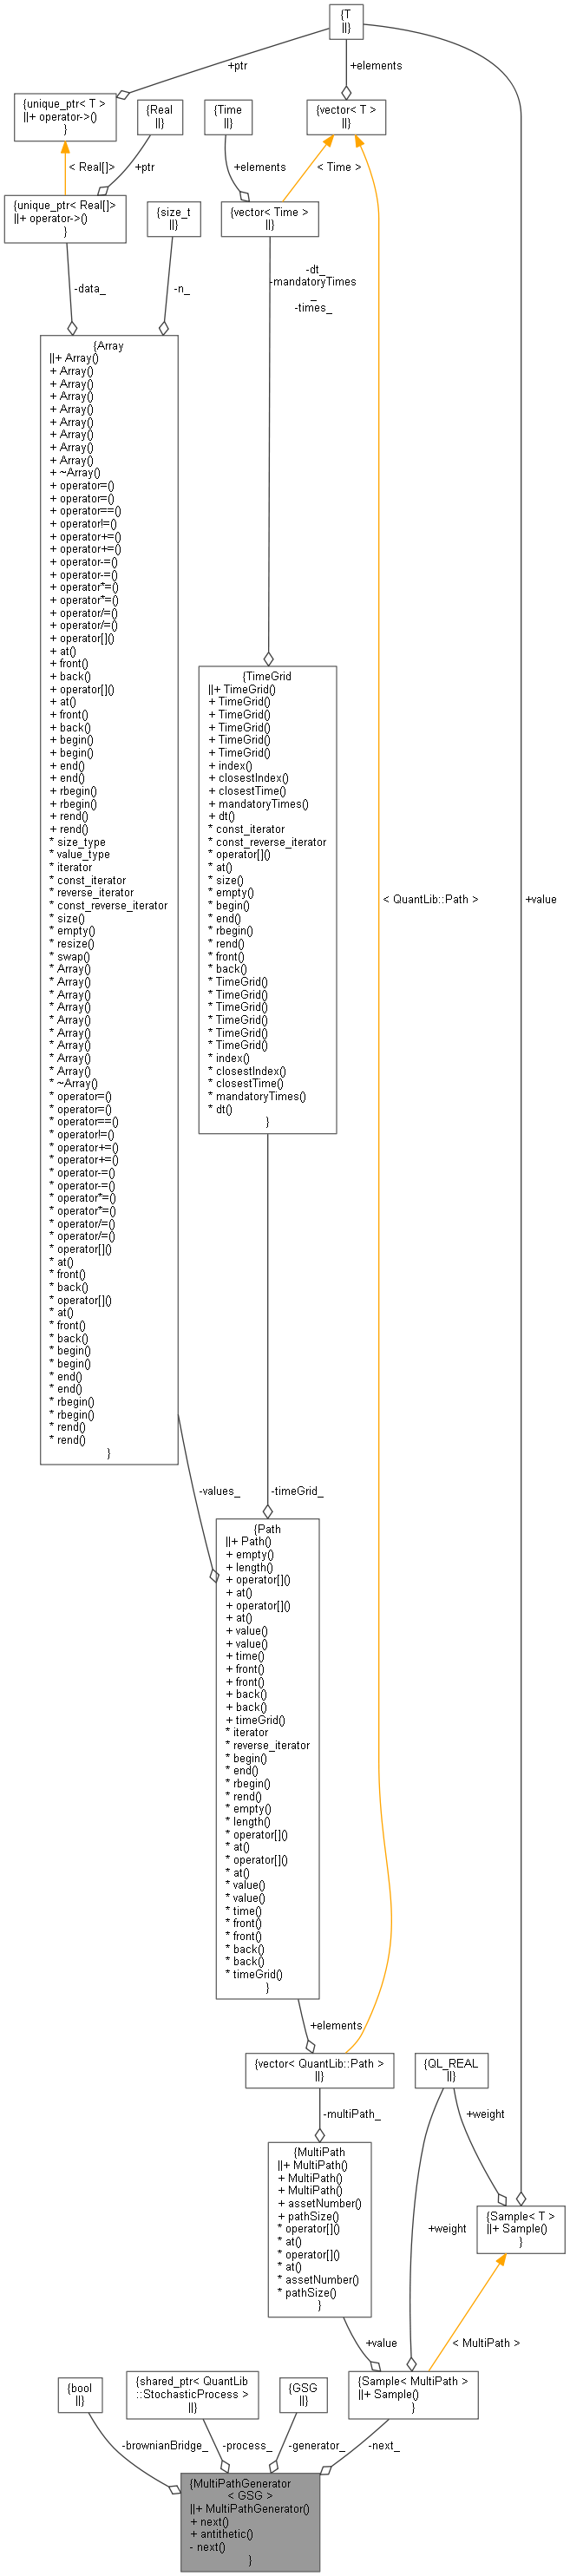 {T
||}
+ptr
+elements
{unique_ptr< T >
||+ operator->()
}
{Real
||}
{Time
||}
{vector< T >
||}
< Real[]>
+ptr
+elements
< Time >
{unique_ptr< Real[]>
||+ operator->()
}
{size_t
||}
{vector< Time >
||}
-data_
-n_
-dt_
-mandatoryTimes
_
-times_
{Array
||+ Array()
+ Array()
+ Array()
+ Array()
+ Array()
+ Array()
+ Array()
+ Array()
+ Array()
+ ~Array()
+ operator=()
+ operator=()
+ operator==()
+ operator!=()
+ operator+=()
+ operator+=()
+ operator-=()
+ operator-=()
+ operator*=()
+ operator*=()
+ operator/=()
+ operator/=()
+ operator[]()
+ at()
+ front()
+ back()
+ operator[]()
+ at()
+ front()
+ back()
+ begin()
+ begin()
+ end()
+ end()
+ rbegin()
+ rbegin()
+ rend()
+ rend()
* size_type
* value_type
* iterator
* const_iterator
* reverse_iterator
* const_reverse_iterator
* size()
* empty()
* resize()
* swap()
* Array()
* Array()
* Array()
* Array()
* Array()
* Array()
* Array()
* Array()
* Array()
* ~Array()
* operator=()
* operator=()
* operator==()
* operator!=()
* operator+=()
* operator+=()
* operator-=()
* operator-=()
* operator*=()
* operator*=()
* operator/=()
* operator/=()
* operator[]()
* at()
* front()
* back()
* operator[]()
* at()
* front()
* back()
* begin()
* begin()
* end()
* end()
* rbegin()
* rbegin()
* rend()
* rend()
}
{TimeGrid
||+ TimeGrid()
+ TimeGrid()
+ TimeGrid()
+ TimeGrid()
+ TimeGrid()
+ TimeGrid()
+ index()
+ closestIndex()
+ closestTime()
+ mandatoryTimes()
+ dt()
* const_iterator
* const_reverse_iterator
* operator[]()
* at()
* size()
* empty()
* begin()
* end()
* rbegin()
* rend()
* front()
* back()
* TimeGrid()
* TimeGrid()
* TimeGrid()
* TimeGrid()
* TimeGrid()
* TimeGrid()
* index()
* closestIndex()
* closestTime()
* mandatoryTimes()
* dt()
}
< QuantLib::Path >
+value
-values_
-timeGrid_
{Path
||+ Path()
+ empty()
+ length()
+ operator[]()
+ at()
+ operator[]()
+ at()
+ value()
+ value()
+ time()
+ front()
+ front()
+ back()
+ back()
+ timeGrid()
* iterator
* reverse_iterator
* begin()
* end()
* rbegin()
* rend()
* empty()
* length()
* operator[]()
* at()
* operator[]()
* at()
* value()
* value()
* time()
* front()
* front()
* back()
* back()
* timeGrid()
}
+elements
{vector< QuantLib::Path >
||}
{QL_REAL
||}
-multiPath_
+weight
{MultiPath
||+ MultiPath()
+ MultiPath()
+ MultiPath()
+ assetNumber()
+ pathSize()
* operator[]()
* at()
* operator[]()
* at()
* assetNumber()
* pathSize()
}
+weight
{Sample< T >
||+ Sample()
}
+value
< MultiPath >
{bool
||}
{shared_ptr< QuantLib
::StochasticProcess >
||}
{GSG
||}
{Sample< MultiPath >
||+ Sample()
}
-brownianBridge_
-process_
-generator_
-next_
{MultiPathGenerator
< GSG >
||+ MultiPathGenerator()
+ next()
+ antithetic()
- next()
}